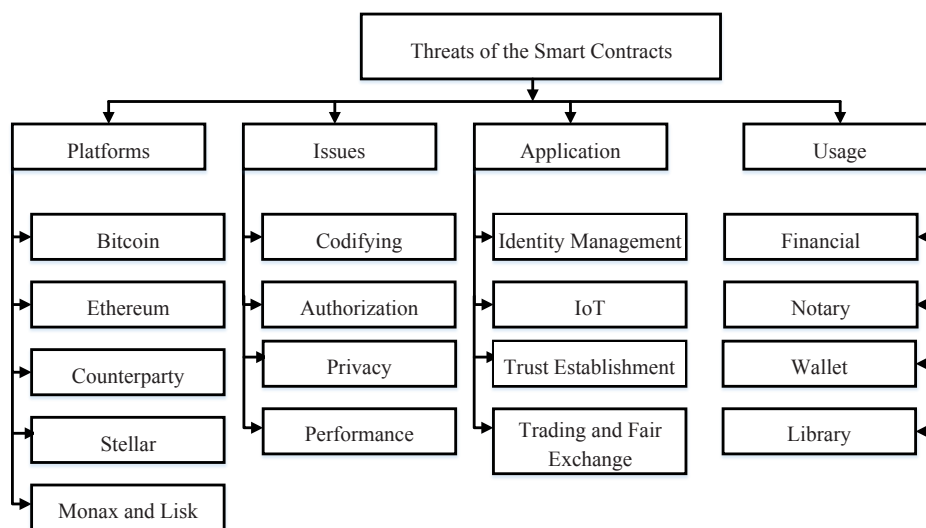 Threats of the Smart Contracts
Platforms
Issues
Application
Usage
Bitcoin
Codifying
Identity Management
Financial
Ethereum
Authorization
IoT
Notary
Counterparty
Privacy
Trust Establishment
Wallet
Stellar
Performance
Trading and Fair
Exchange
Library
Monax and Lisk